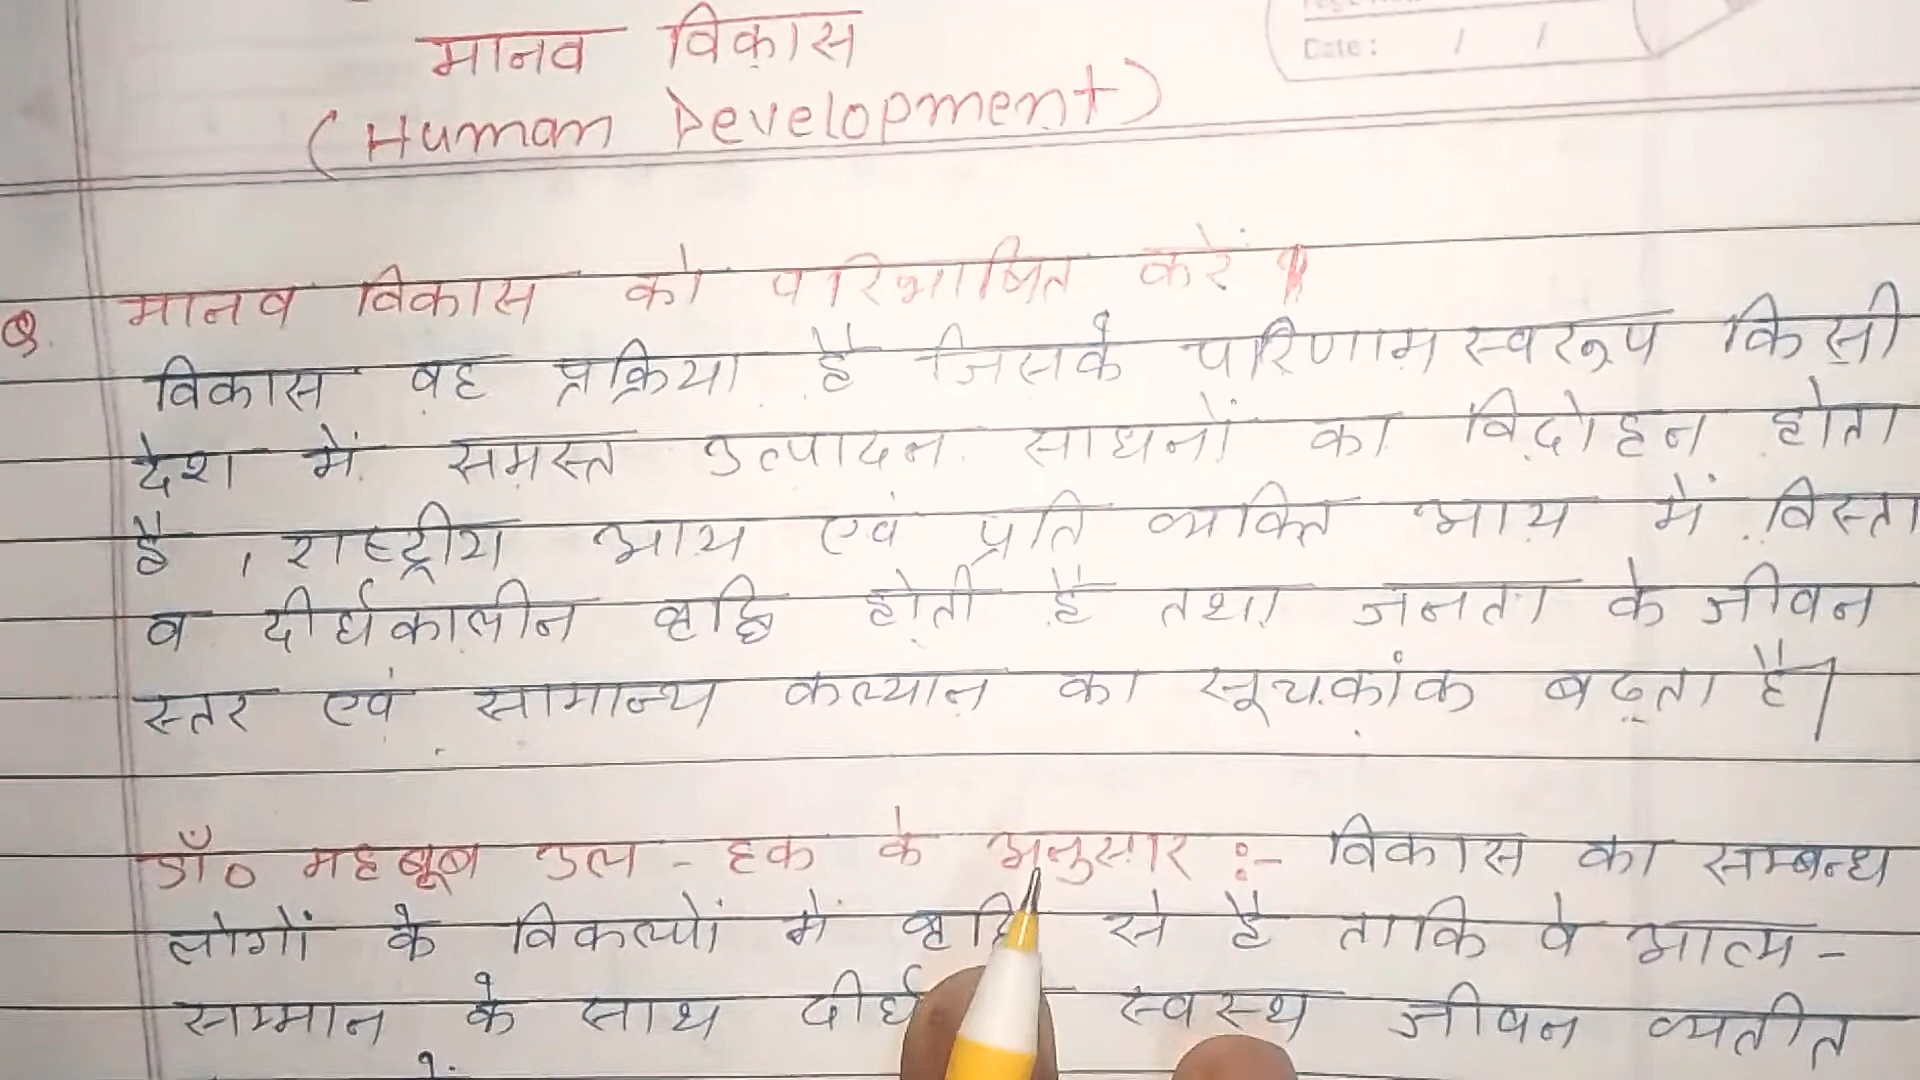 मानव विकास
Date : / /
(Human Development)
Q. मानव विकास को परिभाषित करें।
विकास वह प्रक्रिया है जिसके परिणाम स्वरूप किसी
देश में समस्त उत्पादन साधनों का विदोहन होता
है, राष्ट्रीय आय एवं प्रति व्यक्ति आय में विस्ता
व दीर्घकालीन वृद्धि होती है तथा जनता के जीवन
स्तर एवं सामान्य कल्यान का सूचकांक बढ़ता है।
डॉ० महबूब उल - हक के अनुसार :- विकास का सम्बन्ध
लोगों के विकल्पों में वृद्धि से है ताकि वे आत्म -
सम्मान के साथ दीर्घ स्वस्थ जीवन व्यतीत